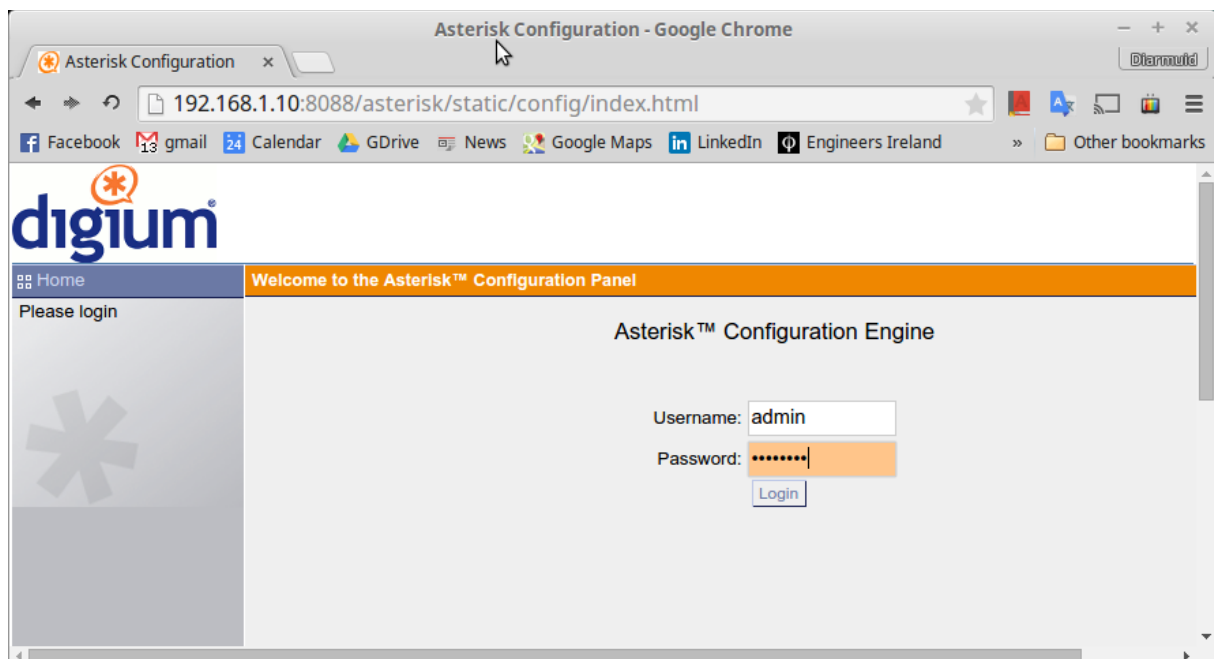 Asterisk Configuration - Google Chrome
Asterisk Configuration
Diarmuid
192.168.1.10:8088/asterisk/static/config/index.html
Facebook 13 gmail 24 Calendar GDrive News Google Maps in LinkedIn Engineers Ireland » Other bookmarks
digium
Home
Welcome to the Asterisk™ Configuration Panel
Please login
Asterisk™ Configuration Engine
Username: admin
Password: ••••••••
Login